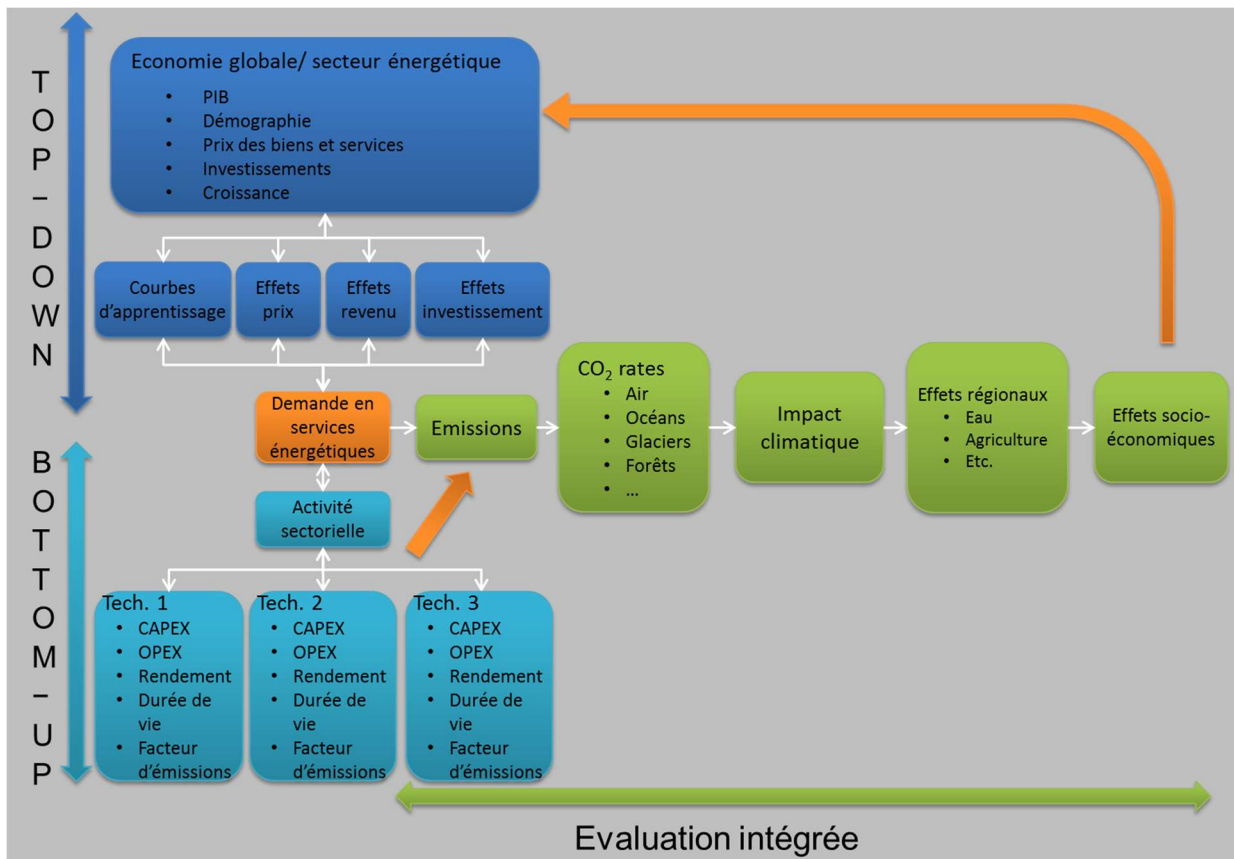 TOP-DOWN
Economie globale/ secteur énergétique
• PIB
• Démographie
• Prix des biens et services
• Investissements
• Croissance
Courbes
d'apprentissage
Effets
prix
Effets
revenu
Effets
investissement
Demande en
services
énergétiques
Emissions
CO₂ rates
• Air
• Océans
• Glaciers
• Forêts
• ...
Impact
climatique
Effets régionaux
• Eau
• Agriculture
• Etc.
Effets socio-
économiques
BOTTOM-UP
Activité
sectorielle
Tech. 1
• CAPEX
• OPEX
• Rendement
• Durée de
vie
• Facteur
d'émissions
Tech. 2
• CAPEX
• OPEX
• Rendement
• Durée de
vie
• Facteur
d'émissions
Tech. 3
• CAPEX
• OPEX
• Rendement
• Durée de
vie
• Facteur
d'émissions
Evaluation intégrée